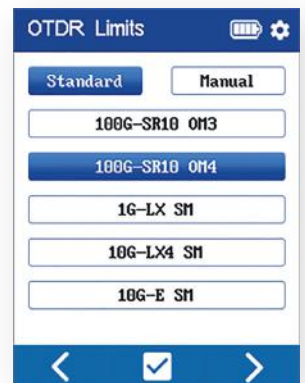 OTDR Limits
Standard Manual
100G-SR10 OM3
100G-SR10 OM4
1G-LX SM
10G-LX4 SM
10G-E SM